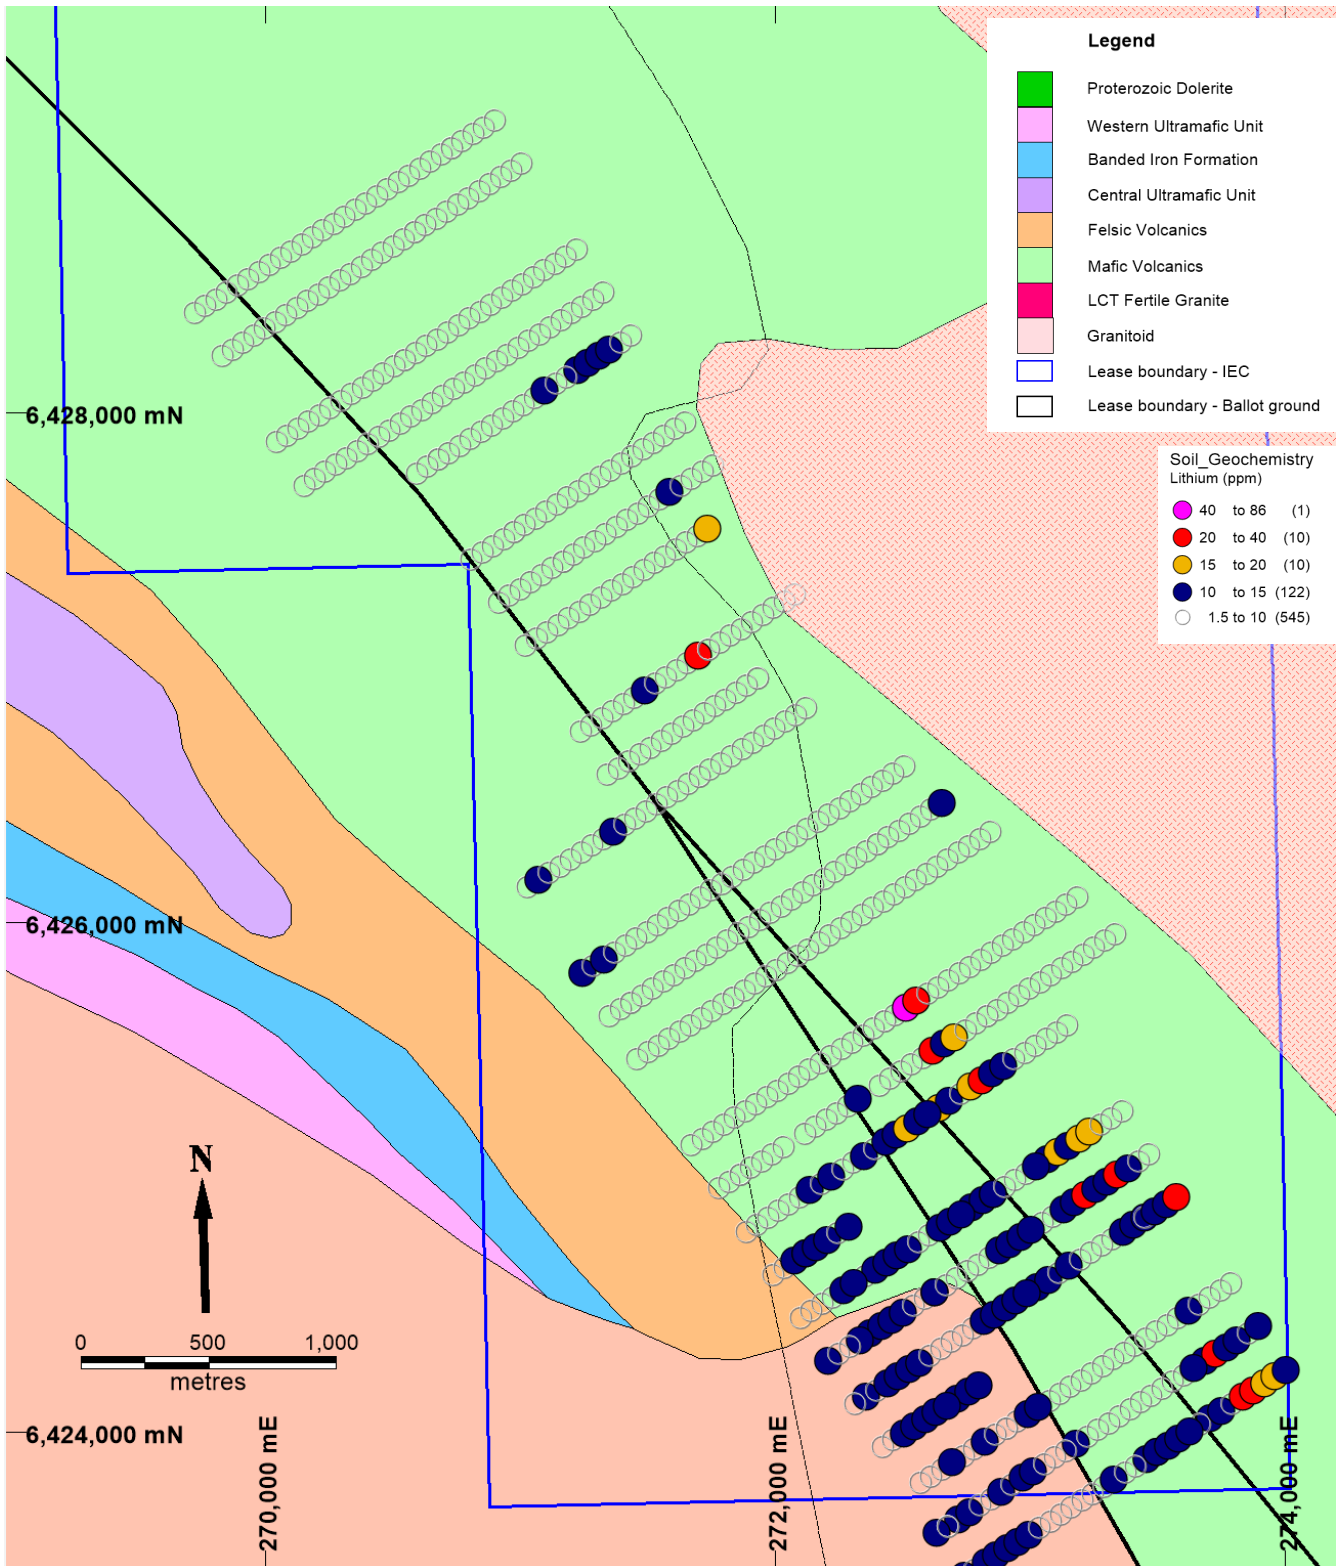 Legend
Proterozoic Dolerite
Western Ultramafic Unit
Banded Iron Formation
Central Ultramafic Unit
Felsic Volcanics
Mafic Volcanics
LCT Fertile Granite
Granitoid
Lease boundary - IEC
Lease boundary - Ballot ground
Soil_Geochemistry
Lithium (ppm)
40 to 86 (1)
20 to 40 (10)
15 to 20 (10)
10 to 15 (122)
1.5 to 10 (545)
6,428,000 mN
6,426,000 mN
6,424,000 mN
N
0 500 1,000
metres
270,000 mE
272,000 mE
274,000 mE